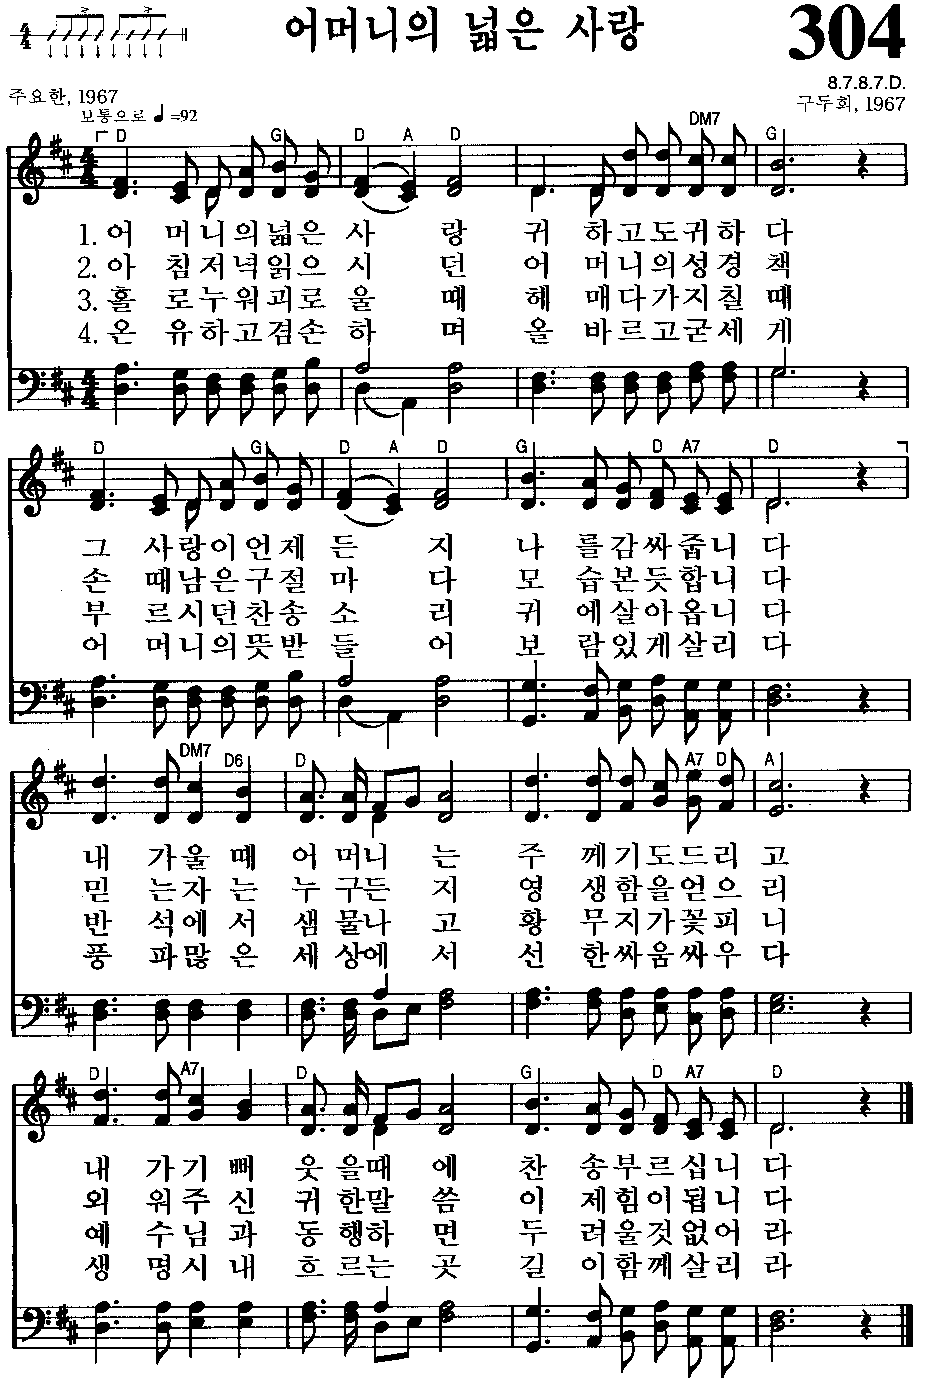 어머니의 넓은 사랑
304
8.7.8.7.D.
주요한, 1967
구두회, 1967
보통으로 ♩=92
D G D A D DM7 G
1. 어 머니의넓은 사 랑 귀 하고도귀하 다
2. 아 침저녁읽으 시 던 어 머니의성경 책
3. 홀 로누워괴로 울 때 헤 매다가지칠 때
4. 온 유하고겸손 하 며 올 바르고굳세 게
D G D A D G D A7 D
그 사랑이언제 든 지 나 를감싸줍니 다
손 때남은구절 마 다 모 습본듯합니 다
부 르시던찬송 소 리 귀 에살아옵니 다
어 머니의뜻받 들 어 보 람있게살리 다
DM7 D6 D A7 D A
내 가울 때 어 머니 는 주 께기도드리 고
믿 는자 는 누 구든 지 영 생함을얻으 리
반 석에 서 샘 물나 고 황 무지가꽃피 니
풍 파많 은 세 상에 서 선 한싸움싸우 다
D A7 D G D A7 D
내 가기 뻐 웃 을때 에 찬 송부르십니 다
외 워주 신 귀 한말 씀 이 제힘이됩니 다
예 수님 과 동 행하 면 두 려울것없어 라
생 명시 내 흐 르는 곳 길 이함께살리 라